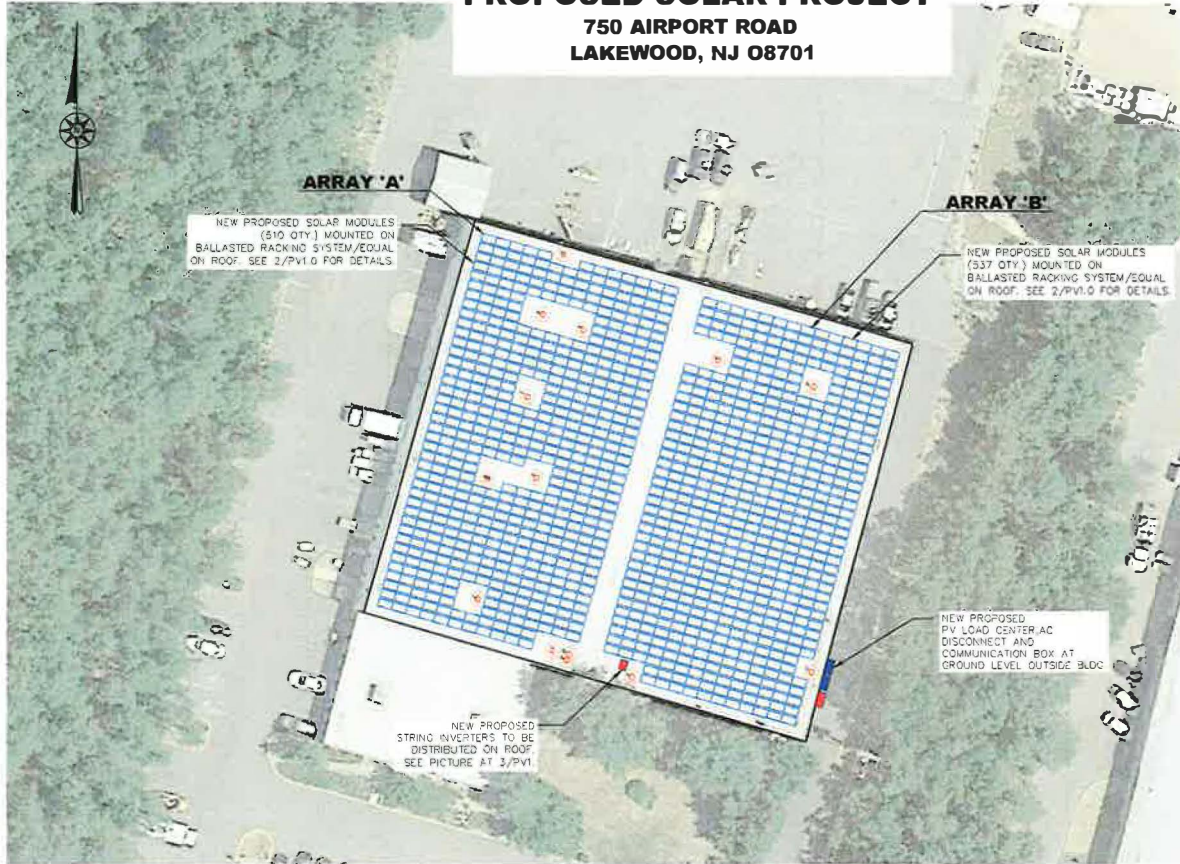 PROPOSED SOLAR PROJECT
750 AIRPORT ROAD
LAKEWOOD, NJ 08701
ARRAY 'A'
NEW PROPOSED SOLAR MODULES
(510 QTY.) MOUNTED ON
BALLASTED RACKING SYSTEM/EQUAL
ON ROOF. SEE 2/PV1.0 FOR DETAILS.
ARRAY 'B'
NEW PROPOSED SOLAR MODULES
(537 QTY.) MOUNTED ON
BALLASTED RACKING SYSTEM/EQUAL
ON ROOF. SEE 2/PV1.0 FOR DETAILS.
NEW PROPOSED
PV LOAD CENTER,AC
DISCONNECT AND
COMMUNICATION BOX AT
GROUND LEVEL OUTSIDE BLDG
NEW PROPOSED
STRING INVERTERS TO BE
DISTRIBUTED ON ROOF.
SEE PICTURE AT 3/PV1.